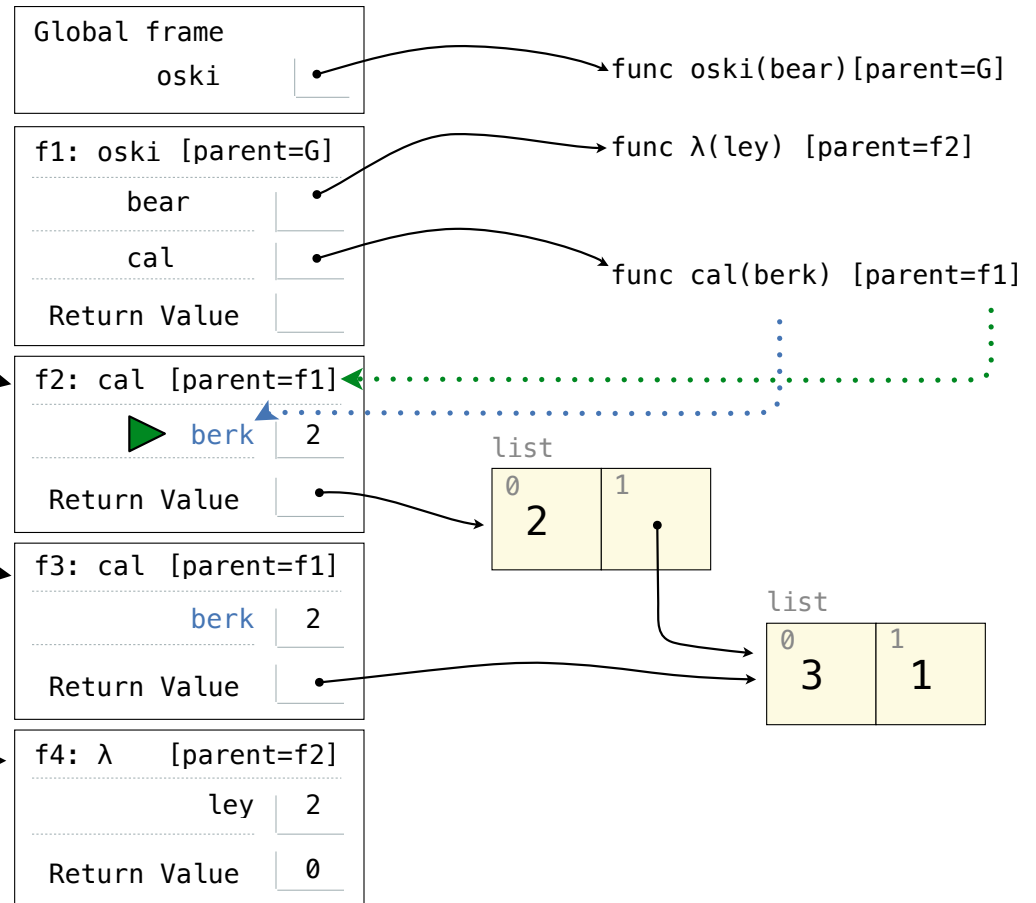 Global frame
oski
func oski(bear)[parent=G]
f1: oski [parent=G]
func λ(ley) [parent=f2]
bear
cal
func cal(berk) [parent=f1]
Return Value
f2: cal [parent=f1]
berk 2
list
0 1
2
Return Value
f3: cal [parent=f1]
berk 2
list
0 1
3 1
Return Value
f4: λ [parent=f2]
ley 2
Return Value 0